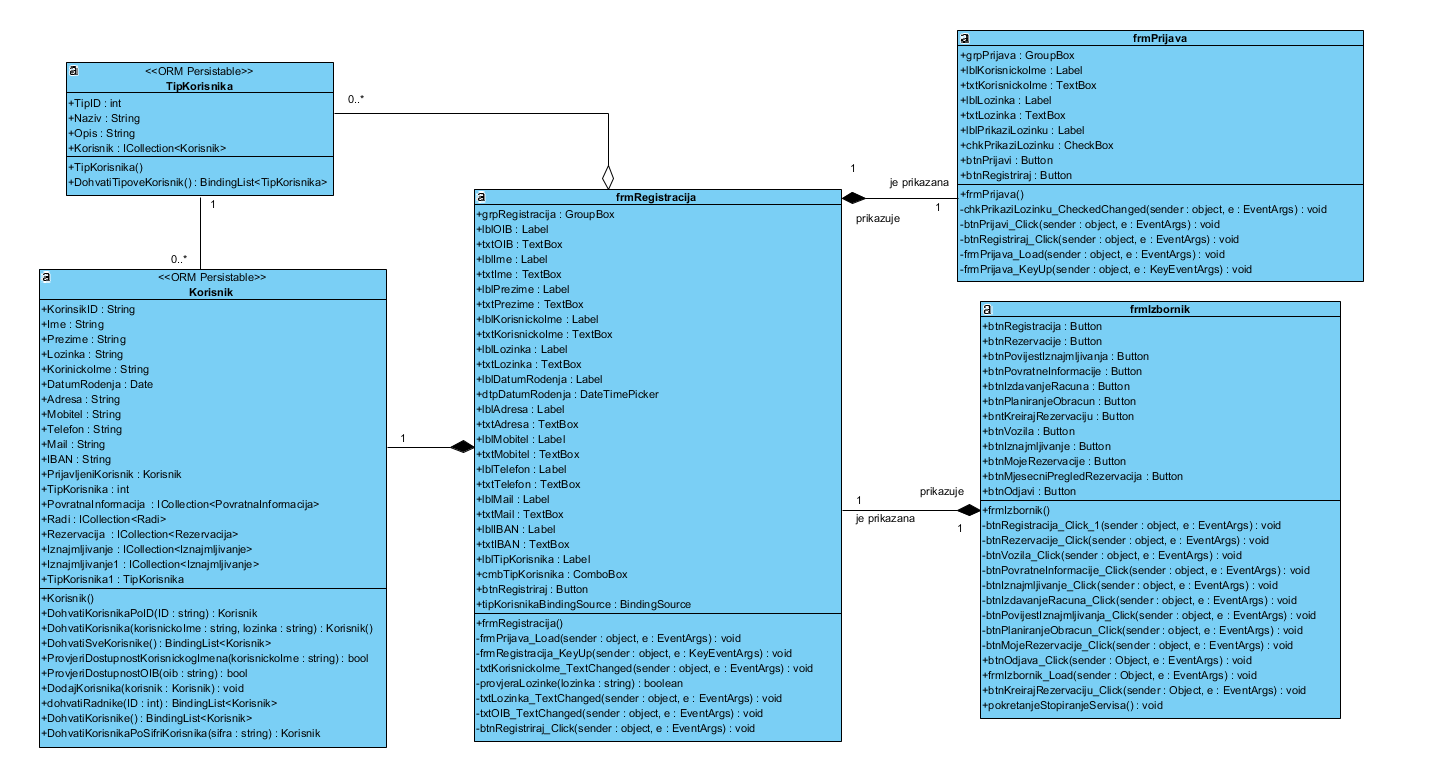 <<ORM Persistable>>
TipKorisnika
+TipID : int
+Naziv : String
+Opis : String
+Korisnik : ICollection<Korisnik>
+TipKorisnika()
+DohvatiTipoveKorisnik() : BindingList<TipKorisnika>
0..*
1
0..*
<<ORM Persistable>>
Korisnik
+KorinsikID : String
+Ime : String
+Prezime : String
+Lozinka : String
+KorinickoIme : String
+DatumRodenja : Date
+Adresa : String
+Mobitel : String
+Telefon : String
+Mail : String
+IBAN : String
+PrijavljeniKorisnik : Korisnik
+TipKorisnika : int
+PovratnaInformacija : ICollection<PovratnaInformacija>
+Radi : ICollection<Radi>
+Rezervacija : ICollection<Rezervacija>
+Iznajmljivanje : ICollection<Iznajmljivanje>
+Iznajmljivanje1 : ICollection<Iznajmljivanje>
+TipKorisnika1 : TipKorisnika
+Korisnik()
+DohvatiKorisnikaPoID(ID : string) : Korisnik
+DohvatiKorisnika(korisnickoIme : string, lozinka : string) : Korisnik()
+DohvatiSveKorisnike() : BindingList<Korisnik>
+ProvjeriDostupnostKorisnickogImena(korisnickoIme : string) : bool
+ProvjeriDostupnostOIB(oib : string) : bool
+DodajKorisnika(korisnik : Korisnik) : void
+dohvatiRadnike(ID : int) : BindingList<Korisnik>
+DohvatiKorisnike() : BindingList<Korisnik>
+DohvatiKorisnikaPoSifriKorisnika(sifra : string) : Korisnik
1
frmRegistracija
+grpRegistracija : GroupBox
+lblOIB : Label
+txtOIB : TextBox
+lblIme : Label
+txtIme : TextBox
+lblPrezime : Label
+txtPrezime : TextBox
+lblKorisnickoIme : Label
+txtKorisnickoIme : TextBox
+lblLozinka : Label
+txtLozinka : TextBox
+lblDatumRodenja : Label
+dtpDatumRodenja : DateTimePicker
+lblAdresa : Label
+txtAdresa : TextBox
+lblMobitel : Label
+txtMobitel : TextBox
+lblTelefon : Label
+txtTelefon : TextBox
+lblMail : Label
+txtMail : TextBox
+lblIBAN : Label
+txtIBAN : TextBox
+lblTipKorisnika : Label
+cmbTipKorisnika : ComboBox
+btnRegistriraj : Button
+tipKorisnikaBindingSource : BindingSource
+frmRegistracija()
-frmPrijava_Load(sender : object, e : EventArgs) : void
-frmRegistracija_KeyUp(sender : object, e : KeyEventArgs) : void
-txtKorisnickoIme_TextChanged(sender : object, e : EventArgs) : void
-provjeraLozinke(lozinka : string) : boolean
-txtLozinka_TextChanged(sender : object, e : EventArgs) : void
-txtOIB_TextChanged(sender : object, e : EventArgs) : void
-btnRegistriraj_Click(sender : object, e : EventArgs) : void
1
je prikazana
prikazuje
1
frmPrijava
+grpPrijava : GroupBox
+lblKorisnickoIme : Label
+txtKorisnickoIme : TextBox
+lblLozinka : Label
+txtLozinka : TextBox
+lblPrikaziLozinku : Label
+chkPrikaziLozinku : CheckBox
+btnPrijavi : Button
+btnRegistriraj : Button
+frmPrijava()
-chkPrikaziLozinku_CheckedChanged(sender : object, e : EventArgs) : void
-btnPrijavi_Click(sender : object, e : EventArgs) : void
-btnRegistriraj_Click(sender : object, e : EventArgs) : void
-frmPrijava_Load(sender : object, e : EventArgs) : void
-frmPrijava_KeyUp(sender : object, e : KeyEventArgs) : void
prikazuje
1
je prikazana
1
frmIzbornik
+btnRegistracija : Button
+btnRezervacije : Button
+btnPovijestIznajmljivanja : Button
+btnPovratneInformacije : Button
+btnIzdavanjeRacuna : Button
+btnPlaniranjeObracun : Button
+bntKreirajRezervaciju : Button
+btnVozila : Button
+btnIznajmljivanje : Button
+btnMojeRezervacije : Button
+btnMjesecniPregledRezervacija : Button
+btnOdjavi : Button
+frmIzbornik()
-btnRegistracija_Click_1(sender : object, e : EventArgs) : void
-btnRezervacije_Click(sender : object, e : EventArgs) : void
-btnVozila_Click(sender : object, e : EventArgs) : void
-btnPovratneInformacije_Click(sender : object, e : EventArgs) : void
-btnIznajmljivanje_Click(sender : object, e : EventArgs) : void
-btnIzdavanjeRacuna_Click(sender : object, e : EventArgs) : void
-btnPovijestIznajmljivanja_Click(sender : object, e : EventArgs) : void
-btnPlaniranjeObracun_Click(sender : object, e : EventArgs) : void
-btnMojeRezervacije_Click(sender : object, e : EventArgs) : void
+btnOdjava_Click(sender : Object, e : EventArgs) : void
+frmIzbornik_Load(sender : object, e : EventArgs) : void
+btnKreirajRezervaciju_Click(sender : Object, e : EventArgs) : void
+pokretanjeStopiranjeServisa() : void